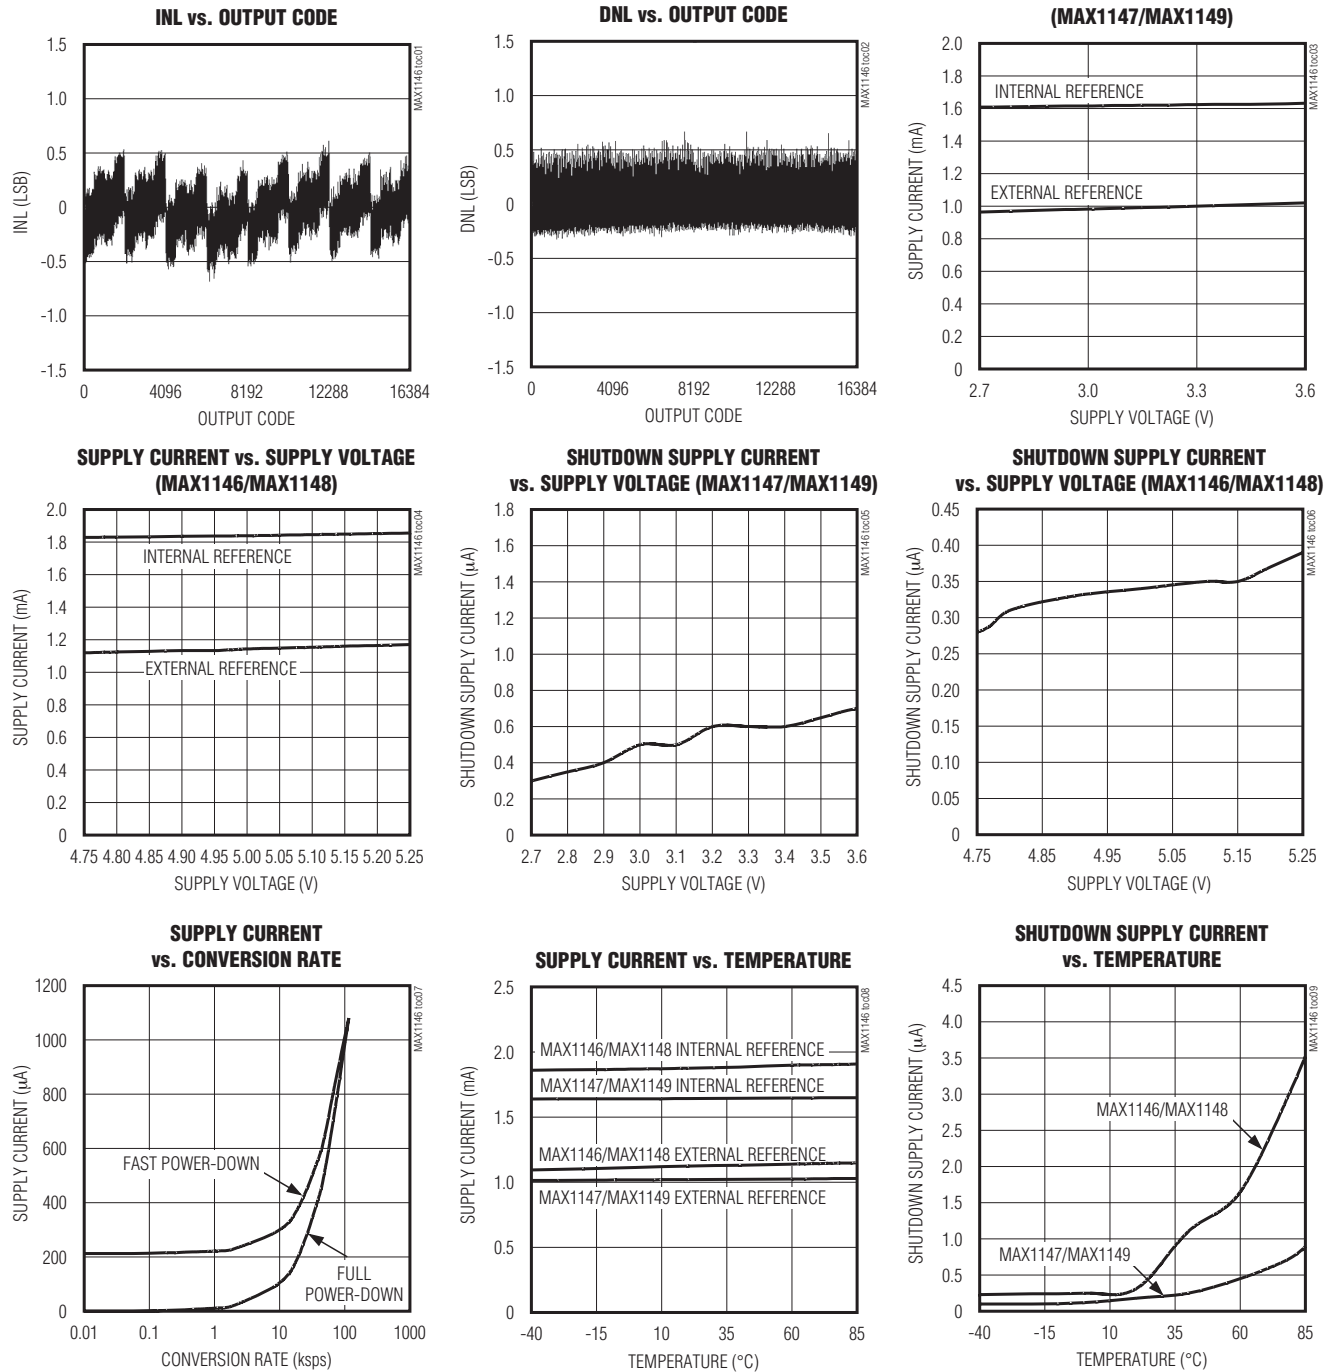 INL vs. OUTPUT CODE
1.5
1.0
0.5
0
-0.5
-1.0
-1.5
INL (LSB)
0 4096 8192 12288 16384
OUTPUT CODE
MAX1146 toc01
DNL vs. OUTPUT CODE
1.5
1.0
0.5
0
-0.5
-1.0
-1.5
DNL (LSB)
0 4096 8192 12288 16384
OUTPUT CODE
MAX1146 toc02
(MAX1147/MAX1149)
2.0
1.8
1.6
1.4
1.2
1.0
0.8
0.6
0.4
0.2
0
SUPPLY CURRENT (mA)
INTERNAL REFERENCE
EXTERNAL REFERENCE
2.7 3.0 3.3 3.6
SUPPLY VOLTAGE (V)
MAX1146 toc03
SUPPLY CURRENT vs. SUPPLY VOLTAGE
(MAX1146/MAX1148)
2.0
1.8
1.6
1.4
1.2
1.0
0.8
0.6
0.4
0.2
0
SUPPLY CURRENT (mA)
INTERNAL REFERENCE
EXTERNAL REFERENCE
4.75 4.80 4.85 4.90 4.95 5.00 5.05 5.10 5.15 5.20 5.25
SUPPLY VOLTAGE (V)
MAX1146 toc04
SHUTDOWN SUPPLY CURRENT
vs. SUPPLY VOLTAGE (MAX1147/MAX1149)
1.8
1.6
1.4
1.2
1.0
0.8
0.6
0.4
0.2
0
SHUTDOWN SUPPLY CURRENT (µA)
2.7 2.8 2.9 3.0 3.1 3.2 3.3 3.4 3.5 3.6
SUPPLY VOLTAGE (V)
MAX1146 toc05
SHUTDOWN SUPPLY CURRENT
vs. SUPPLY VOLTAGE (MAX1146/MAX1148)
0.45
0.40
0.35
0.30
0.25
0.20
0.15
0.10
0.05
0
SHUTDOWN SUPPLY CURRENT (µA)
4.75 4.85 4.95 5.05 5.15 5.25
SUPPLY VOLTAGE (V)
MAX1146 toc06
SUPPLY CURRENT
vs. CONVERSION RATE
1200
1000
800
600
400
200
0
SUPPLY CURRENT (µA)
FAST POWER-DOWN
FULL
POWER-DOWN
0.01 0.1 1 10 100 1000
CONVERSION RATE (ksps)
MAX1146 toc07
SUPPLY CURRENT vs. TEMPERATURE
2.5
2.0
1.5
1.0
0.5
0
SUPPLY CURRENT (mA)
MAX1146/MAX1148 INTERNAL REFERENCE
MAX1147/MAX1149 INTERNAL REFERENCE
MAX1146/MAX1148 EXTERNAL REFERENCE
MAX1147/MAX1149 EXTERNAL REFERENCE
-40 -15 10 35 60 85
TEMPERATURE (°C)
MAX1146 toc08
SHUTDOWN SUPPLY CURRENT
vs. TEMPERATURE
4.5
4.0
3.5
3.0
2.5
2.0
1.5
1.0
0.5
0
SHUTDOWN SUPPLY CURRENT (µA)
MAX1146/MAX1148
MAX1147/MAX1149
-40 -15 10 35 60 85
TEMPERATURE (°C)
MAX1146 toc09